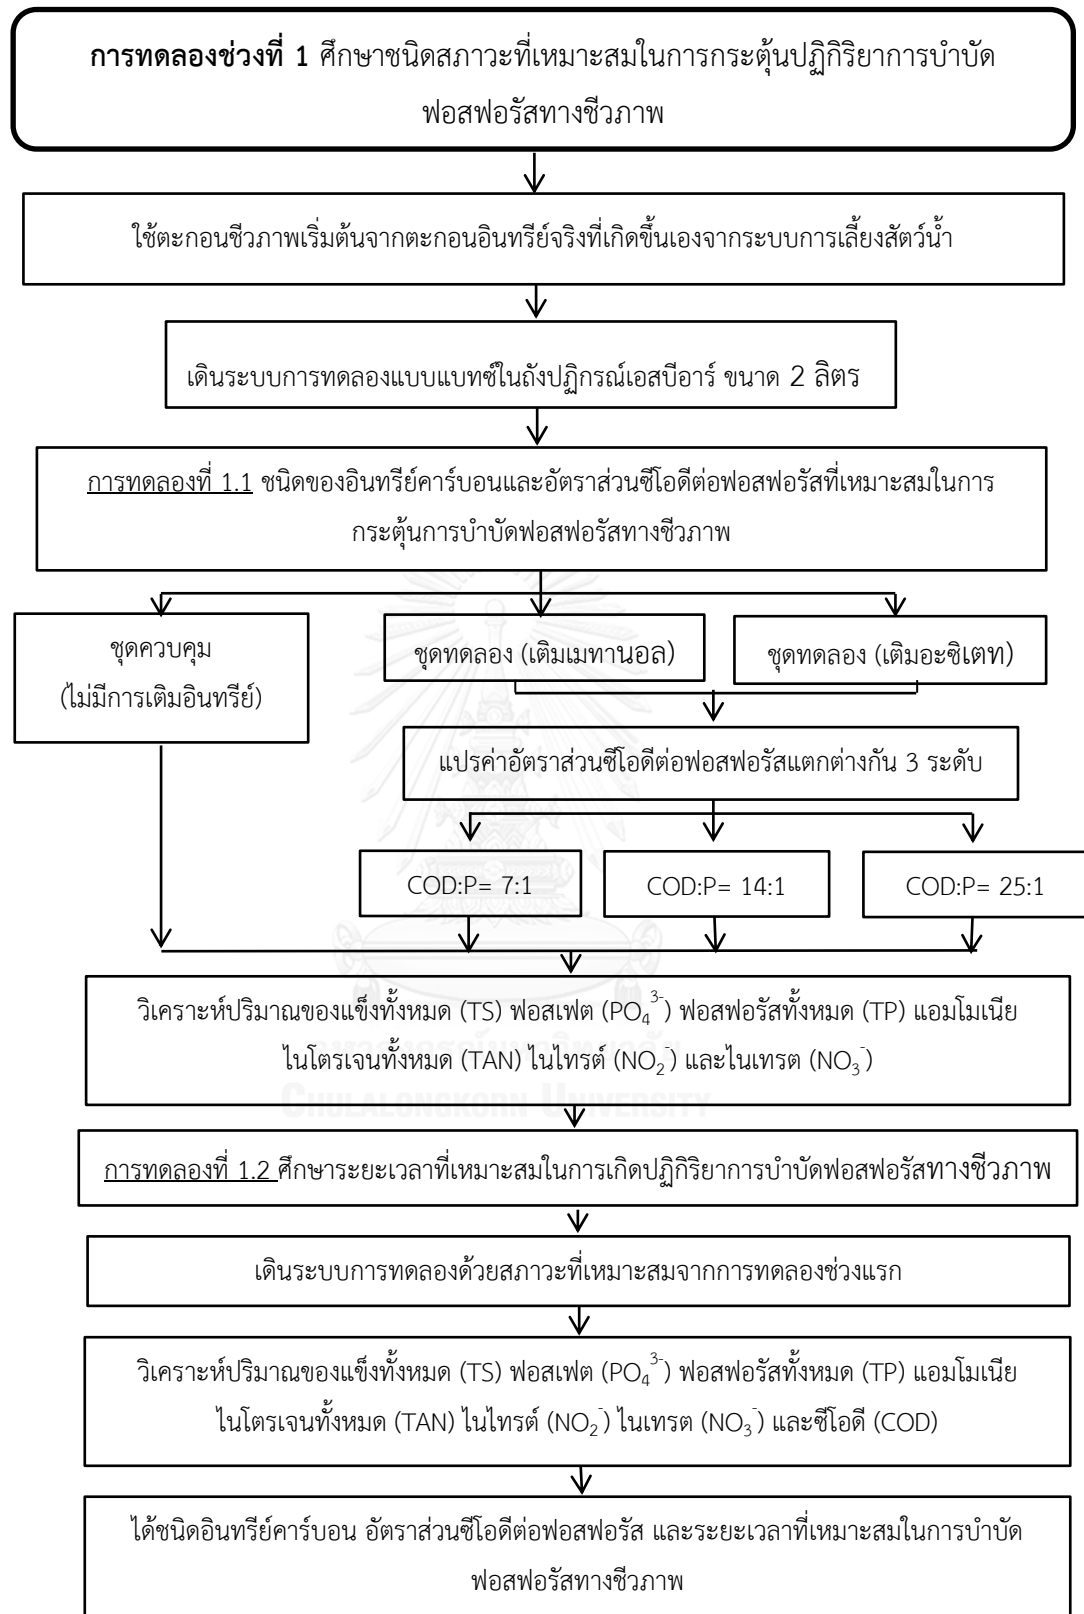 การทดลองช่วงที่ 1 ศึกษาชนิดสภาวะที่เหมาะสมในการกระตุ้นปฏิกิริยาการบำบัด
ฟอสฟอรัสทางชีวภาพ
ใช้ตะกอนชีวภาพเริ่มต้นจากตะกอนอินทรีย์จริงที่เกิดขึ้นเองจากระบบการเลี้ยงสัตว์น้ำ
เดินระบบการทดลองแบบแบทซ์ในถังปฏิกรณ์เอสบีอาร์ ขนาด 2 ลิตร
การทดลองที่ 1.1 ชนิดของอินทรีย์คาร์บอนและอัตราส่วนซีโอดีต่อฟอสฟอรัสที่เหมาะสมในการ
กระตุ้นการบำบัดฟอสฟอรัสทางชีวภาพ
ชุดควบคุม
(ไม่มีการเติมอินทรีย์)
ชุดทดลอง (เติมเมทานอล)
ชุดทดลอง (เติมอะซิเตท)
แปรค่าอัตราส่วนซีโอดีต่อฟอสฟอรัสแตกต่างกัน 3 ระดับ
COD:P= 7:1
COD:P= 14:1
COD:P= 25:1
วิเคราะห์ปริมาณของแข็งทั้งหมด (TS) ฟอสเฟต (PO₄³⁻) ฟอสฟอรัสทั้งหมด (TP) แอมโมเนีย
ไนโตรเจนทั้งหมด (TAN) ไนไทรต์ (NO₂⁻) และไนเทรต (NO₃⁻)
จุฬาลงกรณ์มหาวิทยาลัย
CHULALONGKORN UNIVERSITY
การทดลองที่ 1.2 ศึกษาระยะเวลาที่เหมาะสมในการเกิดปฏิกิริยาการบำบัดฟอสฟอรัสทางชีวภาพ
เดินระบบการทดลองด้วยสภาวะที่เหมาะสมจากการทดลองช่วงแรก
วิเคราะห์ปริมาณของแข็งทั้งหมด (TS) ฟอสเฟต (PO₄³⁻) ฟอสฟอรัสทั้งหมด (TP) แอมโมเนีย
ไนโตรเจนทั้งหมด (TAN) ไนไทรต์ (NO₂⁻) ไนเทรต (NO₃⁻) และซีโอดี (COD)
ได้ชนิดอินทรีย์คาร์บอน อัตราส่วนซีโอดีต่อฟอสฟอรัส และระยะเวลาที่เหมาะสมในการบำบัด
ฟอสฟอรัสทางชีวภาพ